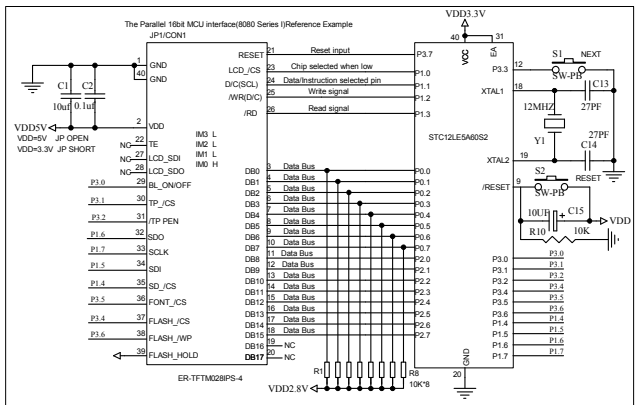 The Parallel 16bit MCU interface(8080 Series I)Reference Example
JP1/CON1
VDD3.3V
40
31
VCC
EA
1
GND
40
GND
C1
C2
10uf
0.1uf
VDD5V
VDD=5V JP OPEN
VDD=3.3V JP SHORT
2
VDD
22
TE
NC
27
LCD_SDI
NC
28
LCD_SDO
P3.0
29
BL_ON/OFF
P3.1
30
TP_/CS
P3.2
31
/TP PEN
P1.6
32
SDO
P1.7
33
SCLK
P1.5
34
SDI
P1.4
35
SD_/CS
P3.5
36
FONT_/CS
P3.4
37
FLASH_/CS
P3.6
38
FLASH_/WP
39
FLASH_HOLD
IM3 L
IM2 L
IM1 L
IM0 H
RESET
21
Reset input
P3.7
LCD_/CS
23
Chip selected when low
P1.0
D/C(SCL)
24
Data/Instruction selected pin
P1.1
/WR(D/C)
25
Write signal
P1.2
/RD
26
Read signal
P1.3
DB0
3
Data Bus
P0.0
DB1
4
Data Bus
P0.1
DB2
5
Data Bus
P0.2
DB3
6
Data Bus
P0.3
DB4
7
Data Bus
P0.4
DB5
8
Data Bus
P0.5
DB6
9
Data Bus
P0.6
DB7
10
Data Bus
P0.7
DB8
11
Data Bus
P2.0
DB9
12
Data Bus
P2.1
DB10
13
Data Bus
P2.2
DB11
14
Data Bus
P2.3
DB12
15
Data Bus
P2.4
DB13
16
Data Bus
P2.5
DB14
17
Data Bus
P2.6
DB15
18
Data Bus
P2.7
DB16
19
NC
DB17
20
NC
ER-TFTM028IPS-4
R1
R8
10K*8
VDD2.8V
STC12LE5A60S2
P3.3
12
S1
NEXT
SW-PB
XTAL1
18
C13
27PF
12MHZ
Y1
27PF
XTAL2
19
C14
S2
/RESET
9
RESET
SW-PB
10UF
+
C15
VDD
R10
10K
P3.0
P3.0
P3.1
P3.1
P3.2
P3.2
P3.4
P3.4
P3.5
P3.5
P3.6
P3.6
P1.4
P1.4
P1.5
P1.5
P1.6
P1.6
P1.7
P1.7
GND
20